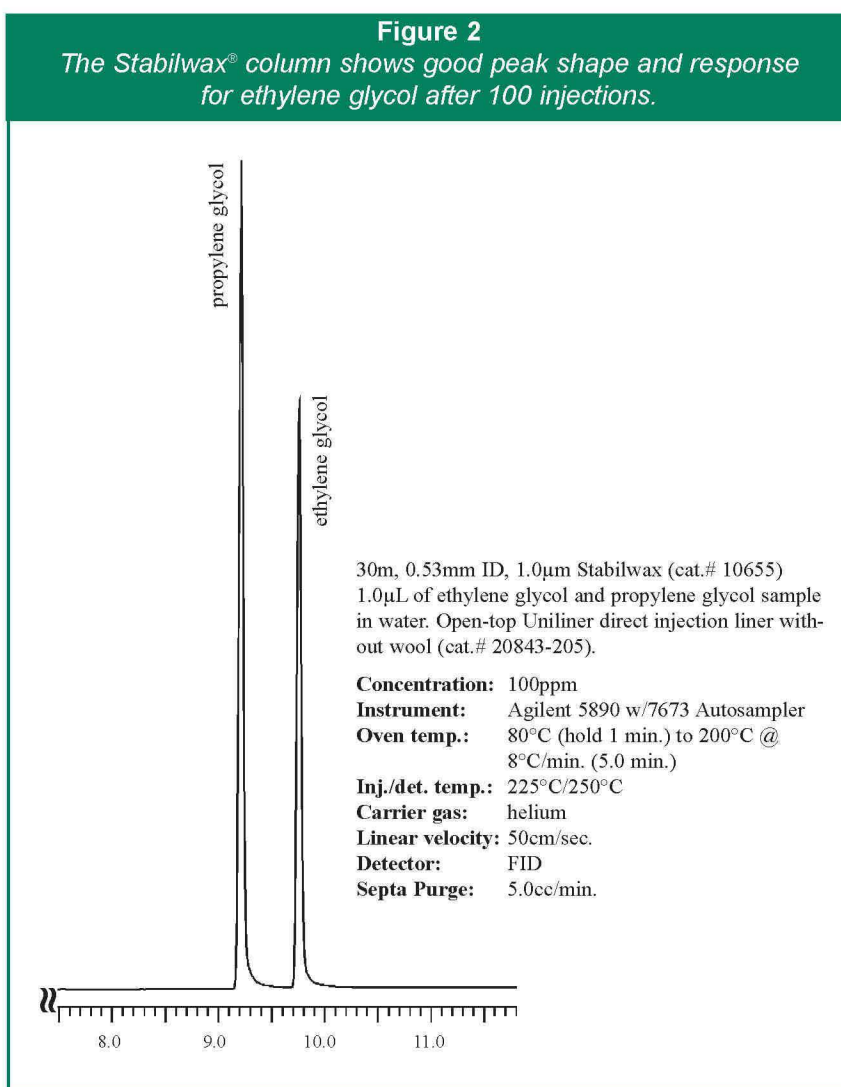 Figure 2
The Stabilwax® column shows good peak shape and response
for ethylene glycol after 100 injections.
propylene glycol
ethylene glycol
30m, 0.53mm ID, 1.0µm Stabilwax (cat.# 10655)
1.0µL of ethylene glycol and propylene glycol sample
in water. Open-top Uniliner direct injection liner with-
out wool (cat.# 20843-205).
Concentration: 100ppm
Instrument: Agilent 5890 w/7673 Autosampler
Oven temp.: 80°C (hold 1 min.) to 200°C @
8°C/min. (5.0 min.)
Inj./det. temp.: 225°C/250°C
Carrier gas: helium
Linear velocity: 50cm/sec.
Detector: FID
Septa Purge: 5.0cc/min.
8.0 9.0 10.0 11.0